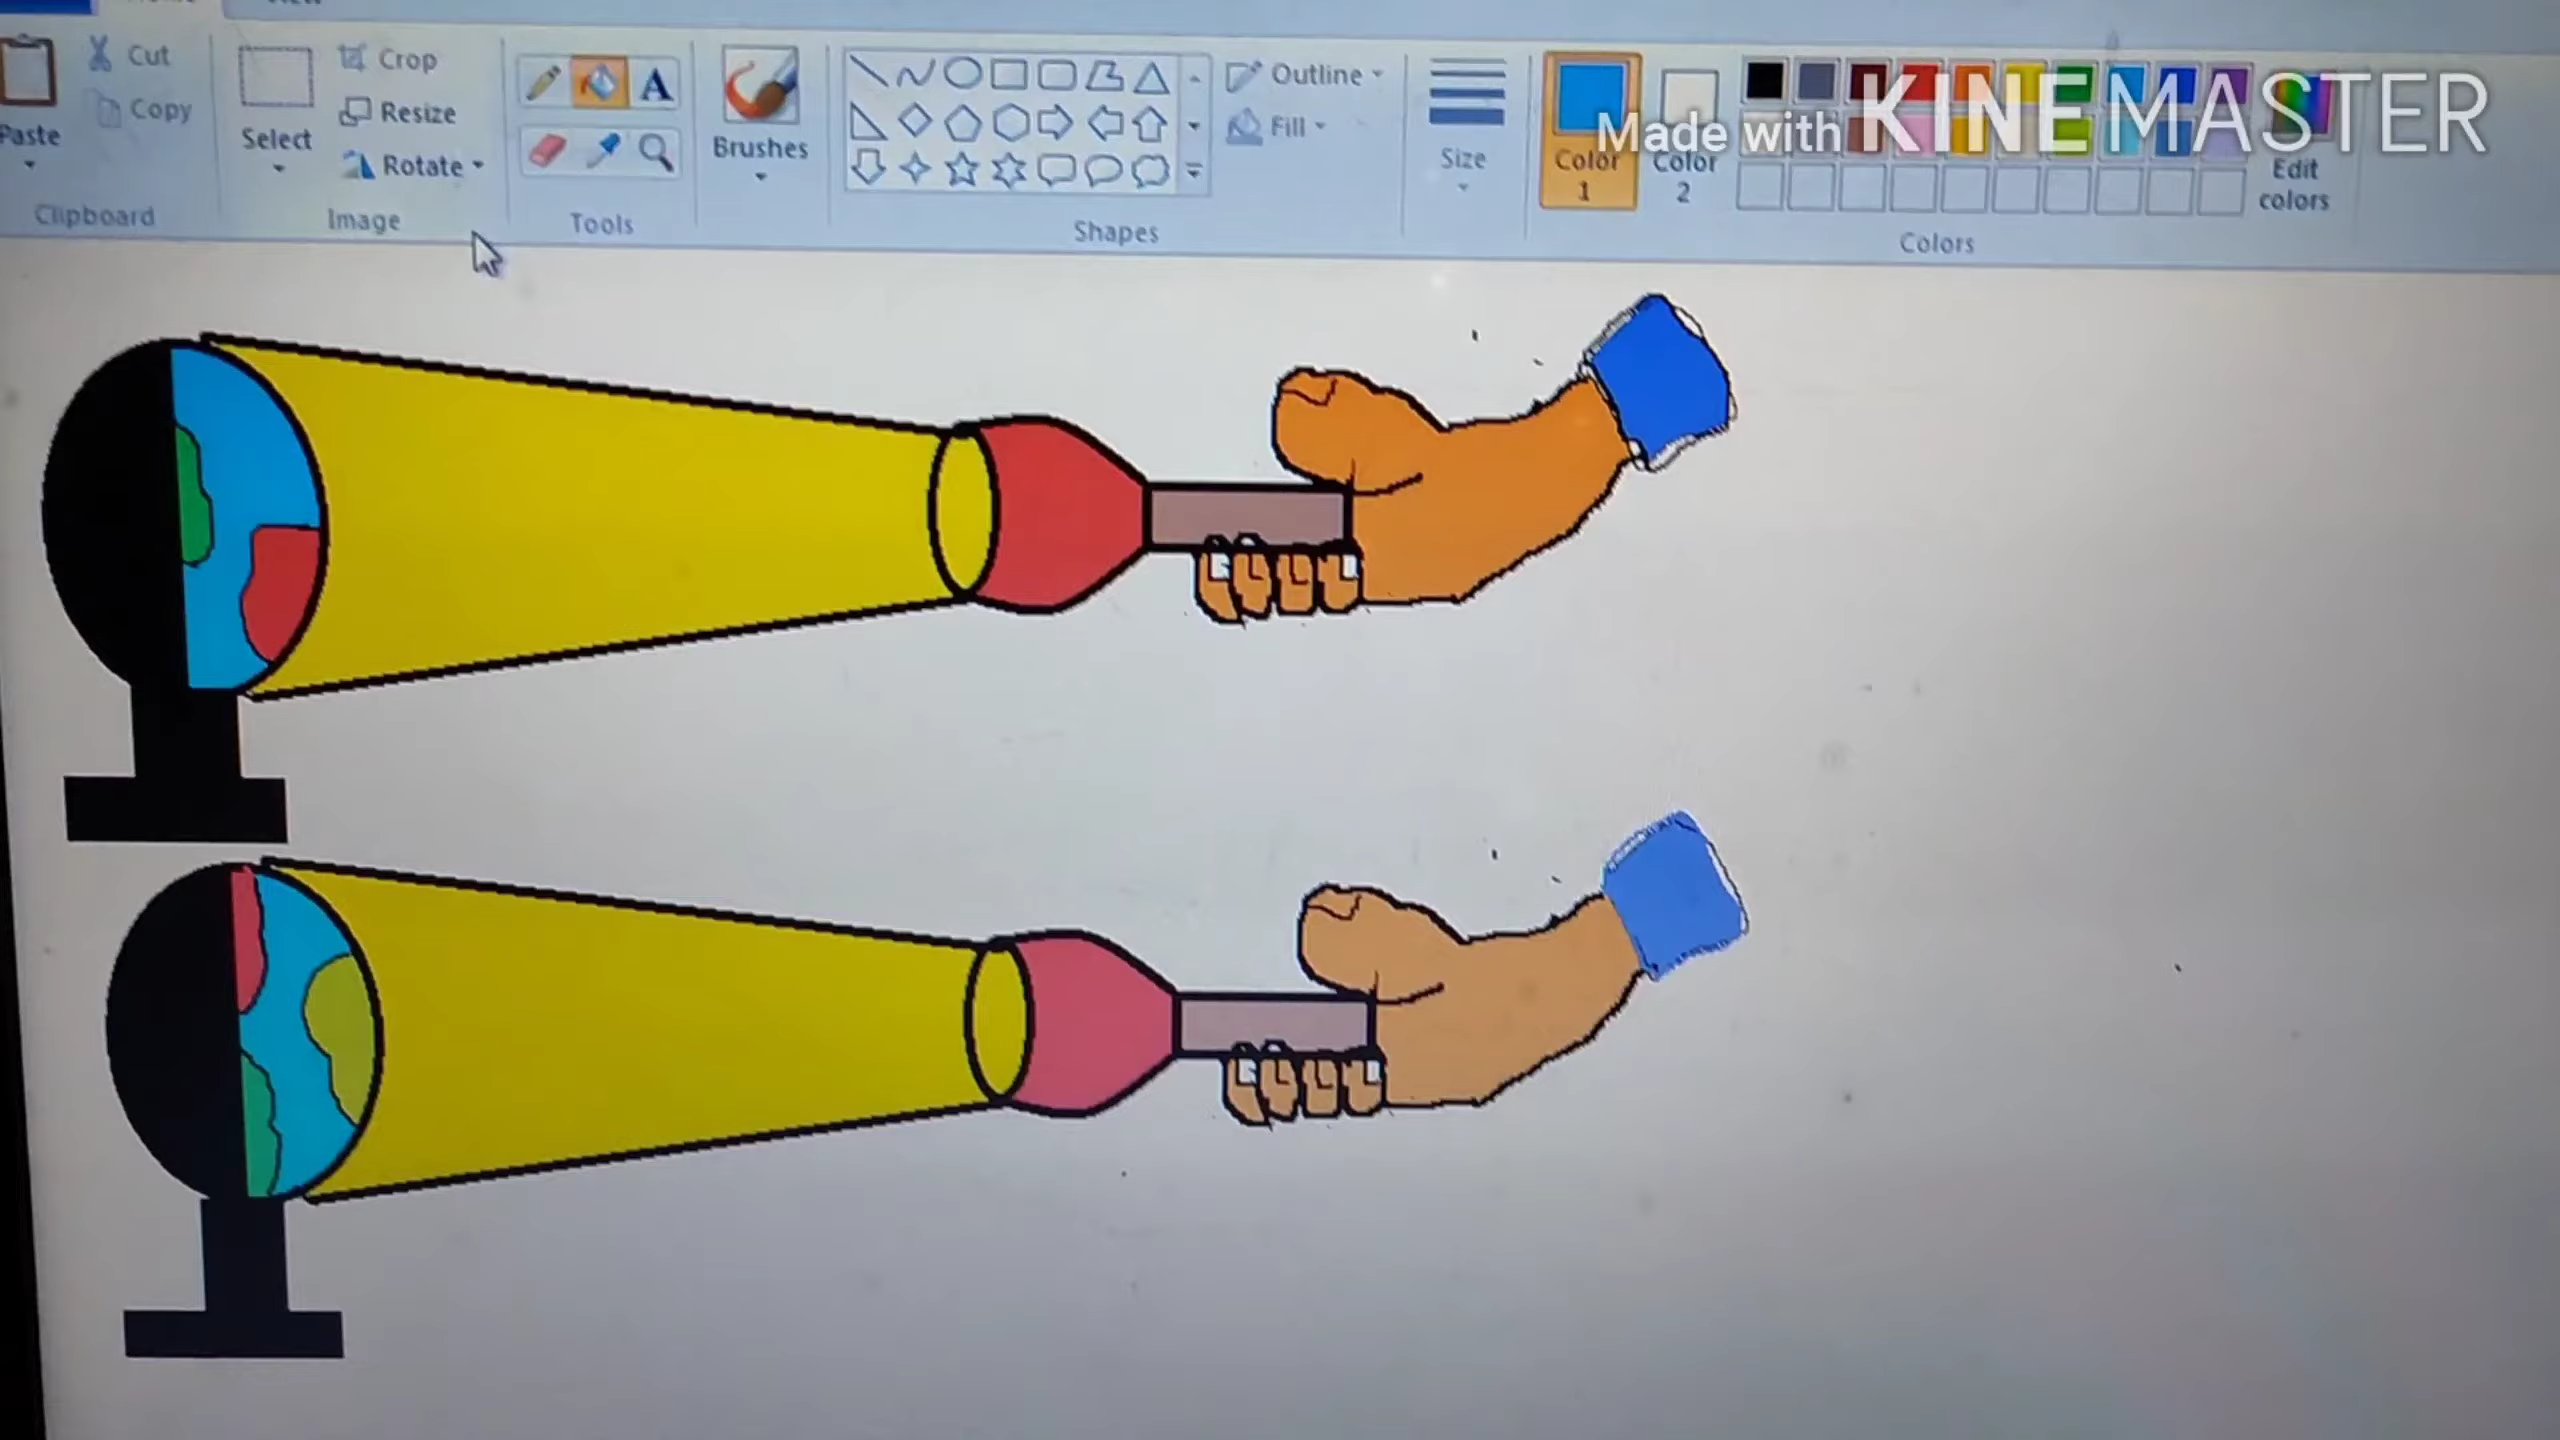 Cut
Copy
Paste
Clipboard
Crop
Resize
Rotate
Select
Image
A
Tools
Brushes
Shapes
Outline
Fill
Size
Color
1
Color
2
Edit
colors
Colors
Made with KINEMASTER